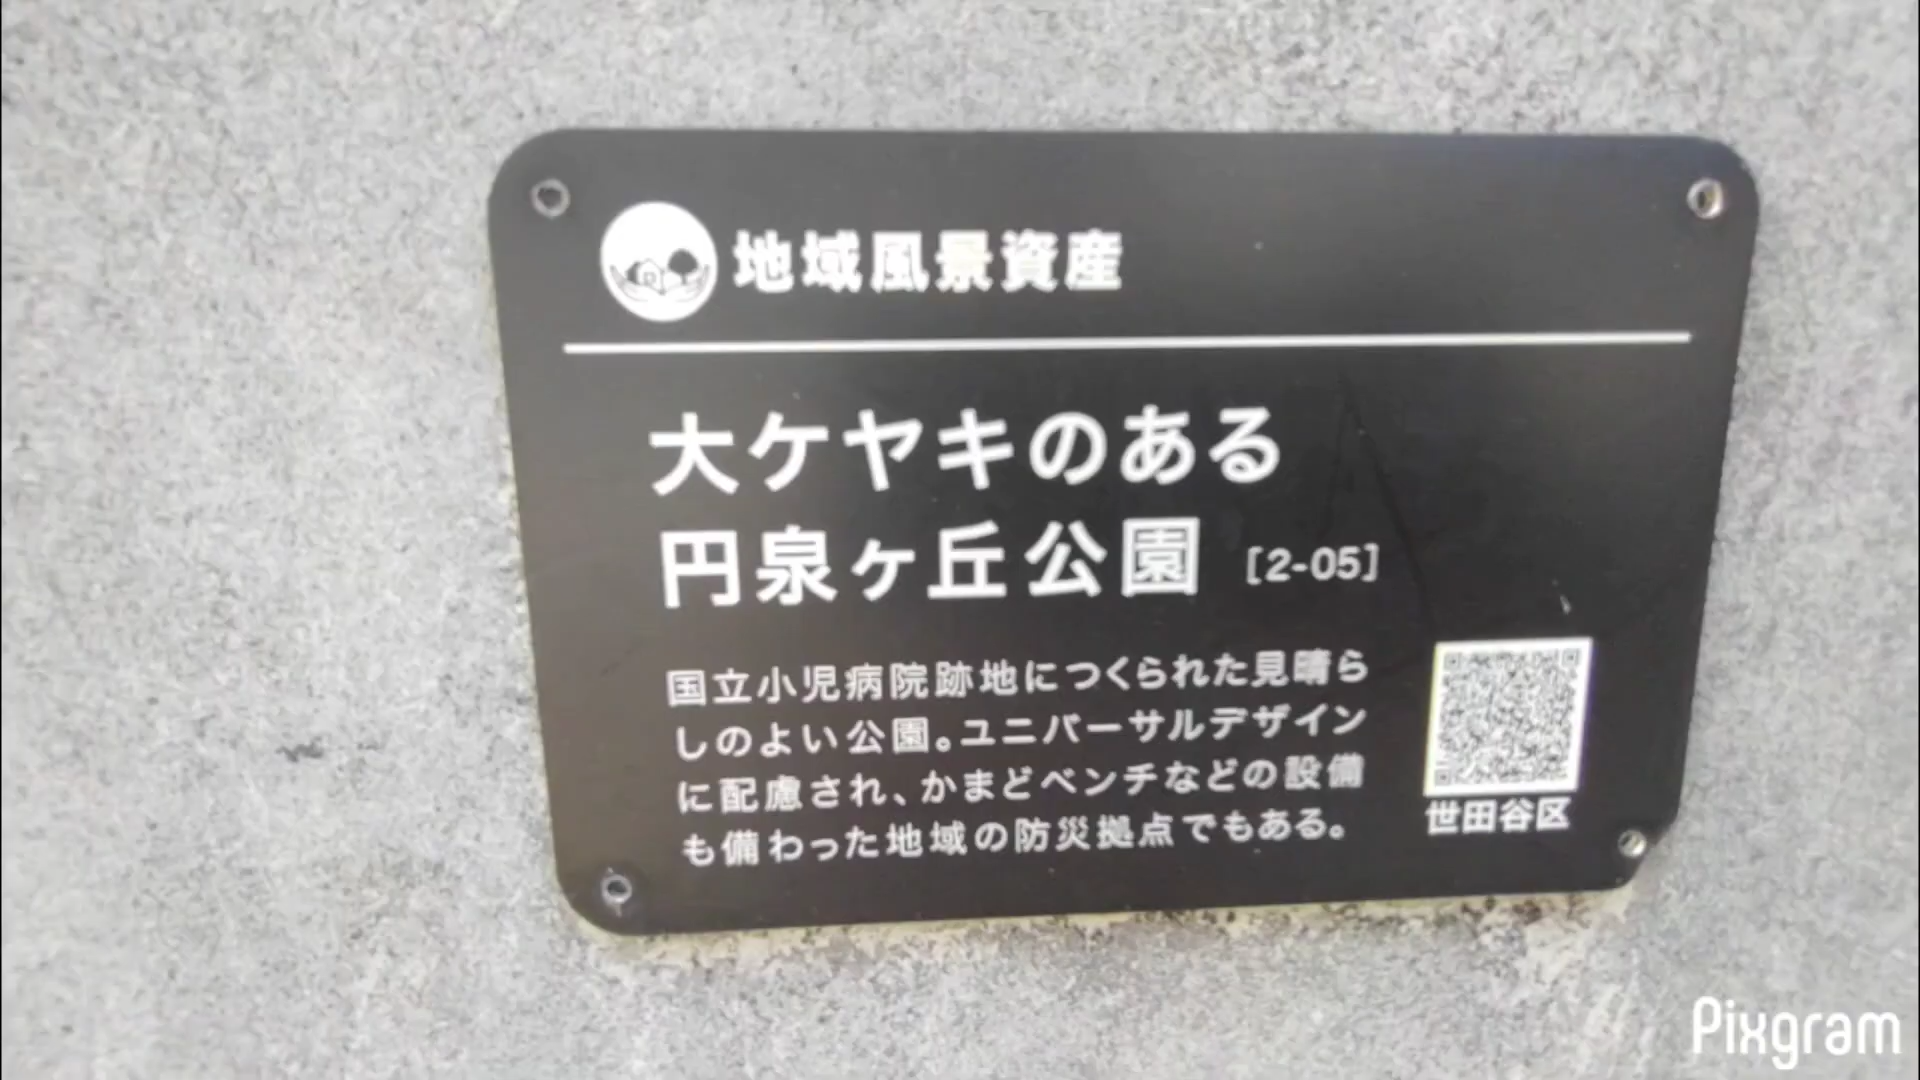 地域風景資産
大ケヤキのある
円泉ヶ丘公園 [2-05]
国立小児病院跡地につくられた見晴ら
しのよい公園。ユニバーサルデザイン
に配慮され、かまどベンチなどの設備
も備わった地域の防災拠点でもある。
世田谷区
Pixgram